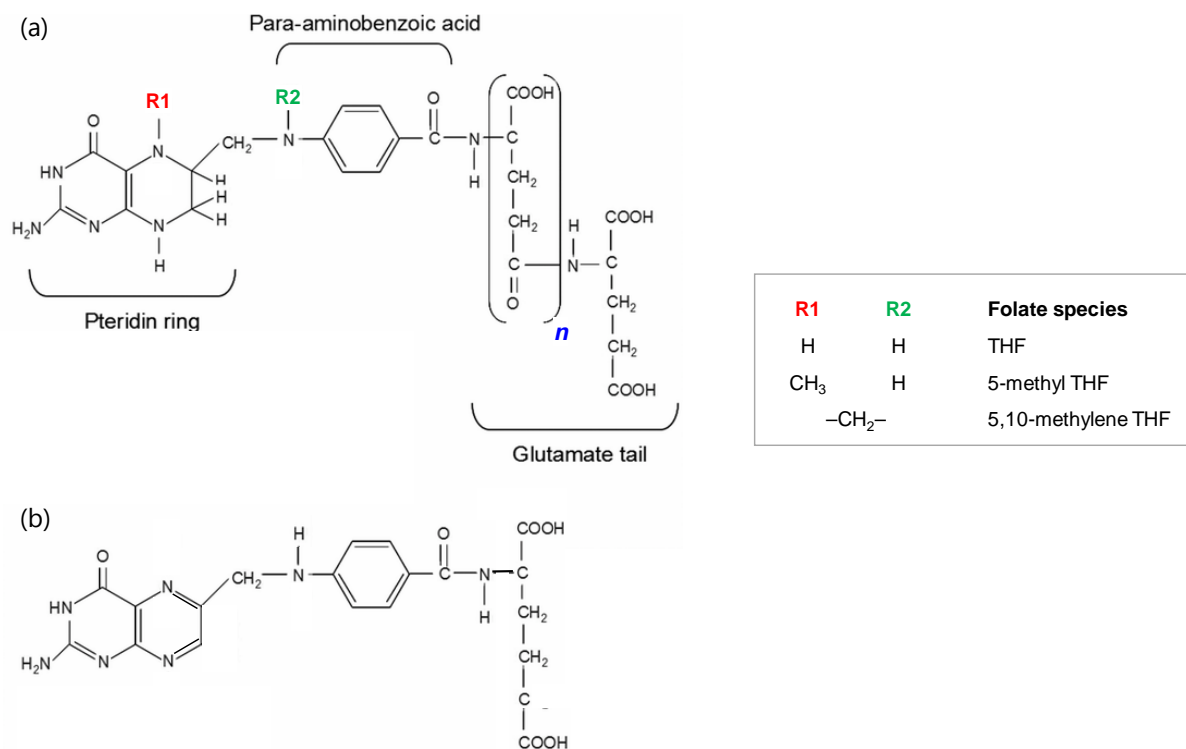 (a)
Para-aminobenzoic acid
R1
R2
O
N
CH2
N
O
C
N
H
COOH
C
CH2
CH2
C
O
n
H
N
C
COOH
CH2
CH2
COOH
HN
H2N
N
N
H
H
H
H
Pteridin ring
Glutamate tail
R1 R2 Folate species
H H THF
CH3 H 5-methyl THF
–CH2– 5,10-methylene THF
(b)
O
HN
H2N
N
N
N
CH2
H
N
O
C
N
H
COOH
C
CH2
CH2
C
COOH